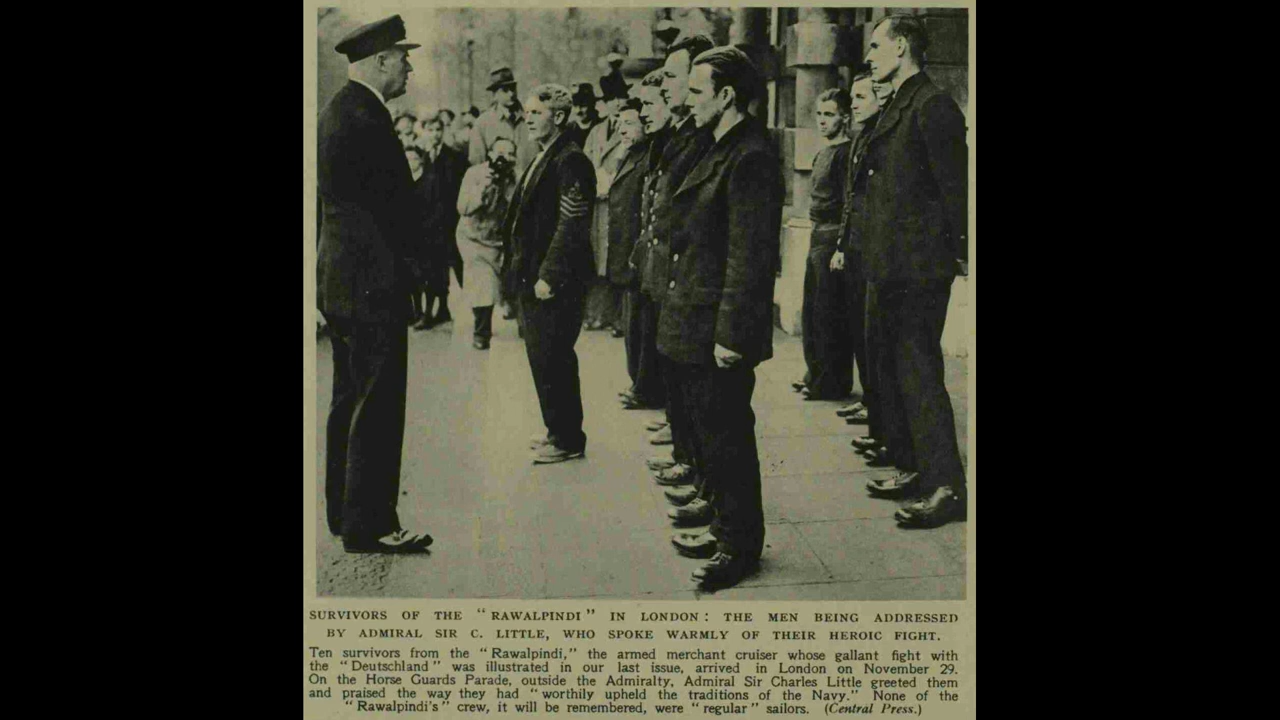 SURVIVORS OF THE "RAWALPINDI" IN LONDON: THE MEN BEING ADDRESSED
BY ADMIRAL SIR C. LITTLE, WHO SPOKE WARMLY OF THEIR HEROIC FIGHT.
Ten survivors from the "Rawalpindi," the armed merchant cruiser whose gallant fight with
the "Deutschland" was illustrated in our last issue, arrived in London on November 29.
On the Horse Guards Parade, outside the Admiralty, Admiral Sir Charles Little greeted them
and praised the way they had "worthily upheld the traditions of the Navy." None of the
"Rawalpindi's" crew, it will be remembered, were "regular" sailors. (Central Press.)